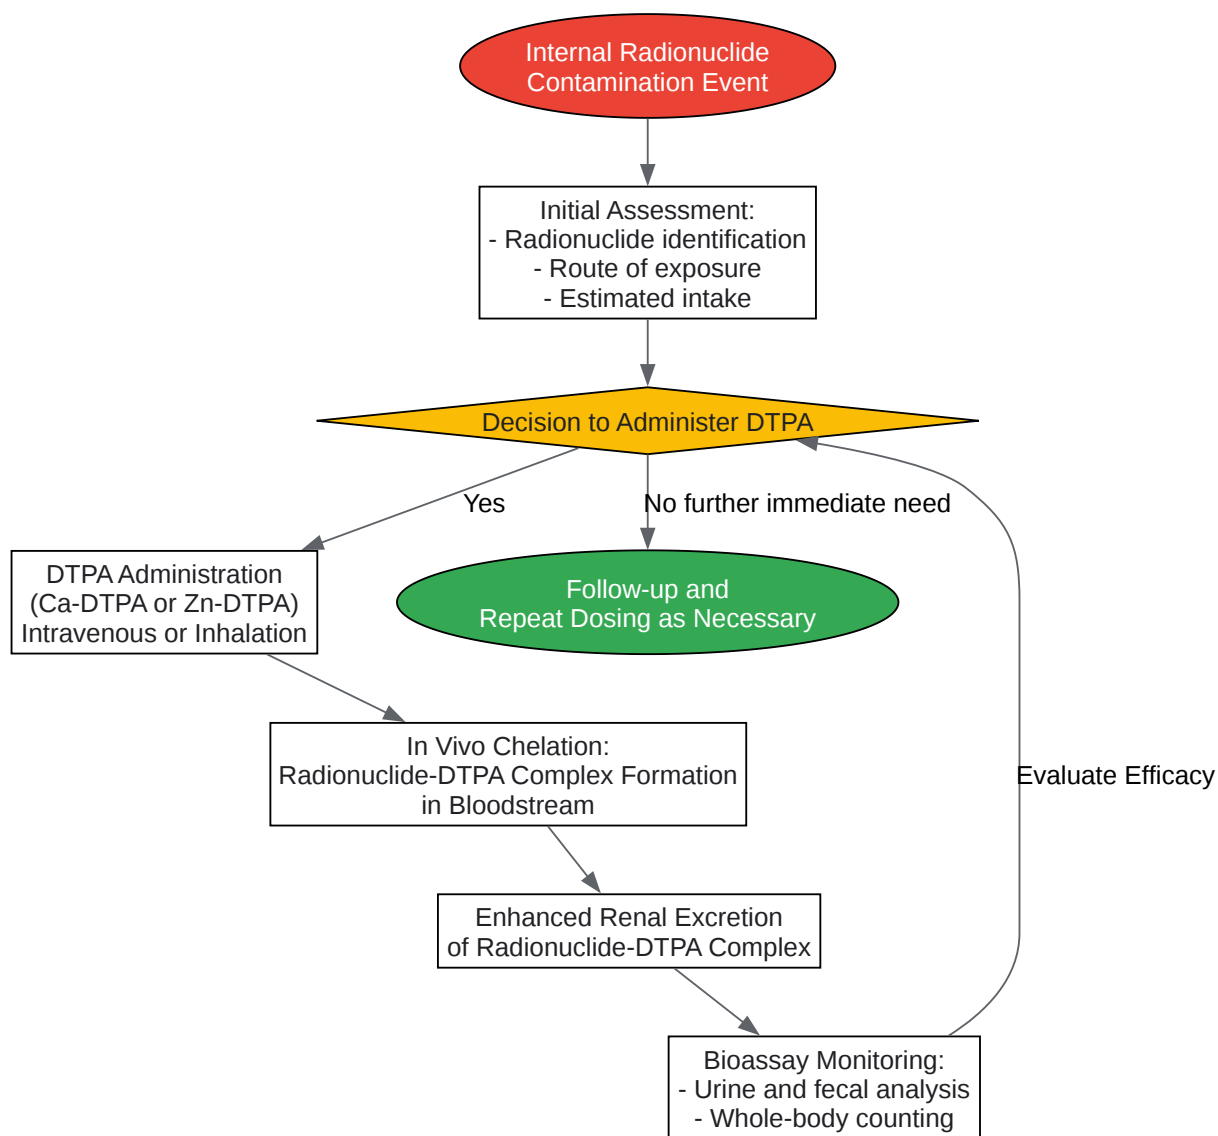 Internal Radionuclide
Contamination Event
Initial Assessment:
- Radionuclide identification
- Route of exposure
- Estimated intake
Decision to Administer DTPA
Yes
No further immediate need
DTPA Administration
(Ca-DTPA or Zn-DTPA)
Intravenous or Inhalation
Follow-up and
Repeat Dosing as Necessary
In Vivo Chelation:
Radionuclide-DTPA Complex Formation
in Bloodstream
Evaluate Efficacy
Enhanced Renal Excretion
of Radionuclide-DTPA Complex
Bioassay Monitoring:
- Urine and fecal analysis
- Whole-body counting